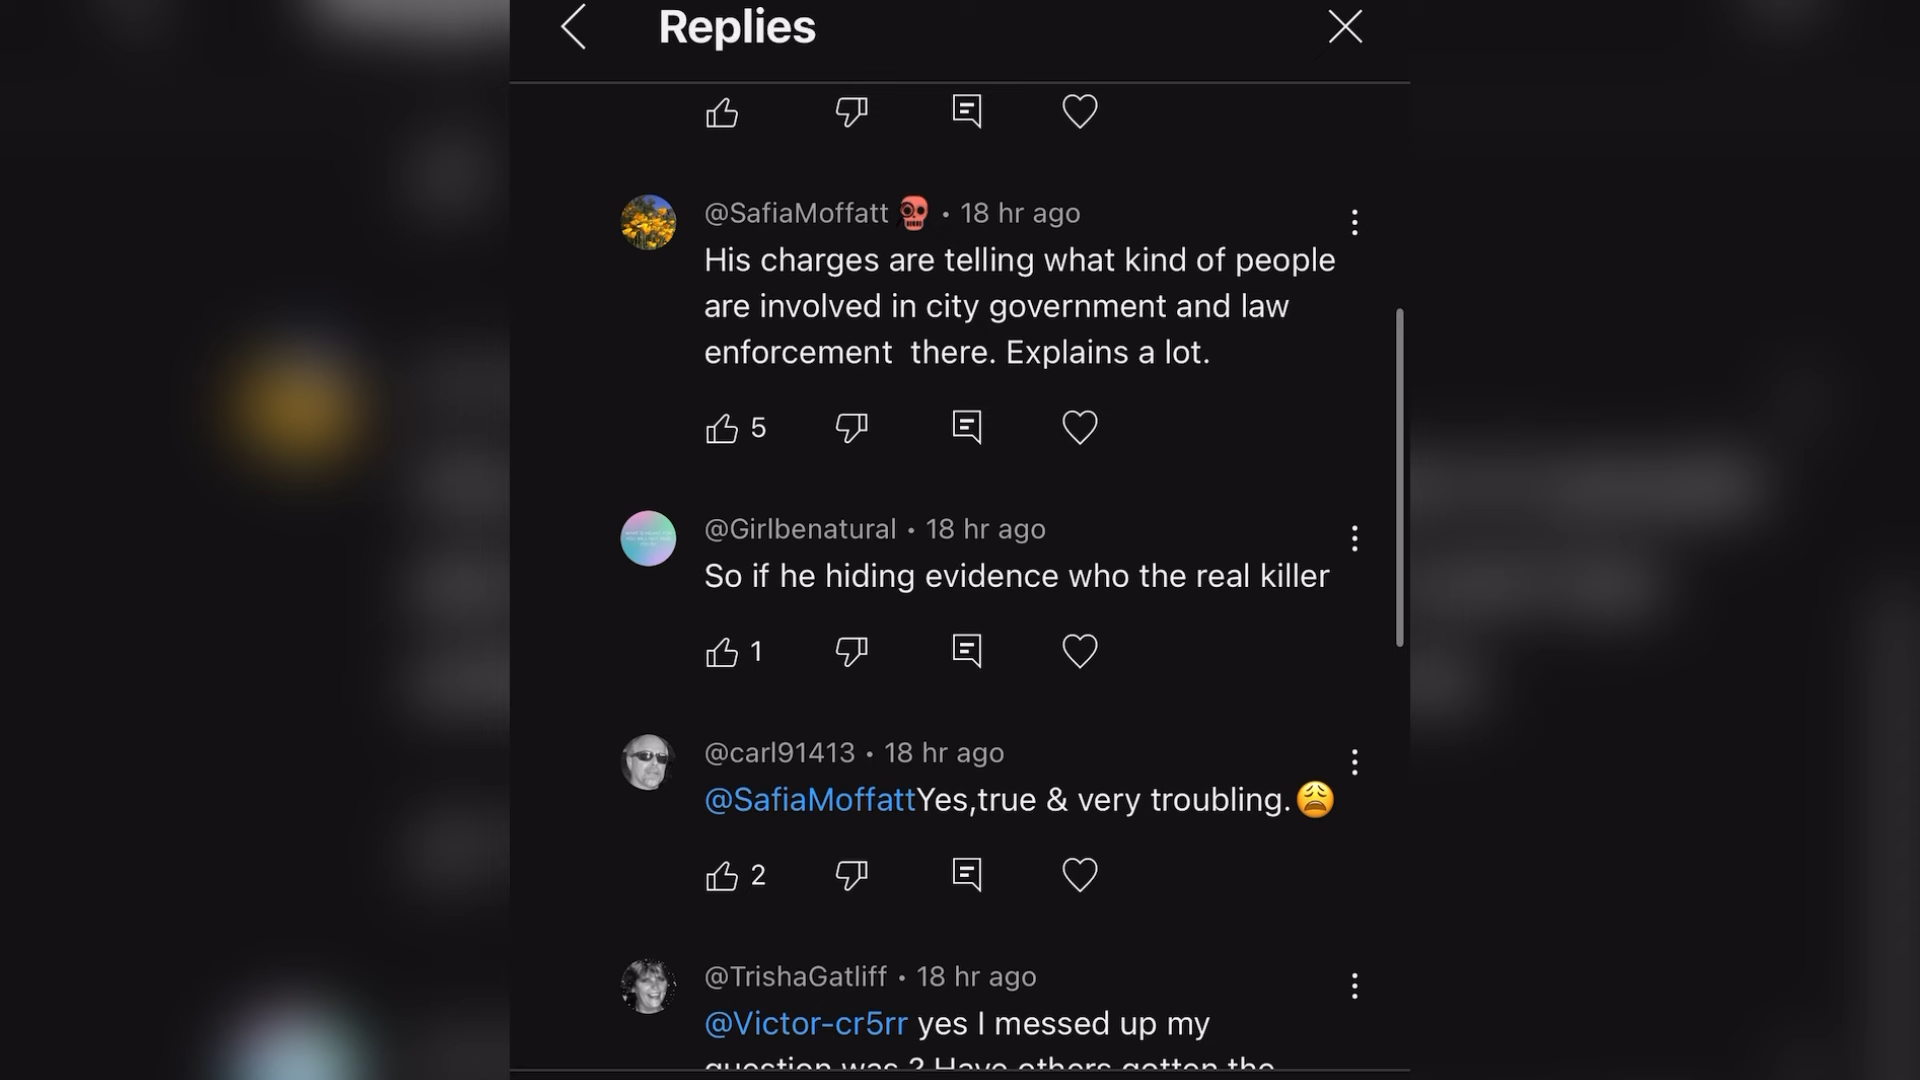 Replies
@SafiaMoffatt • 18 hr ago
His charges are telling what kind of people
are involved in city government and law
enforcement  there. Explains a lot.
5
@Girlbenatural • 18 hr ago
So if he hiding evidence who the real killer
1
@carl91413 • 18 hr ago
@SafiaMoffattYes,true & very troubling.😩
2
@TrishaGatliff • 18 hr ago
@Victor-cr5rr yes I messed up my
question was ? Have others gotten the